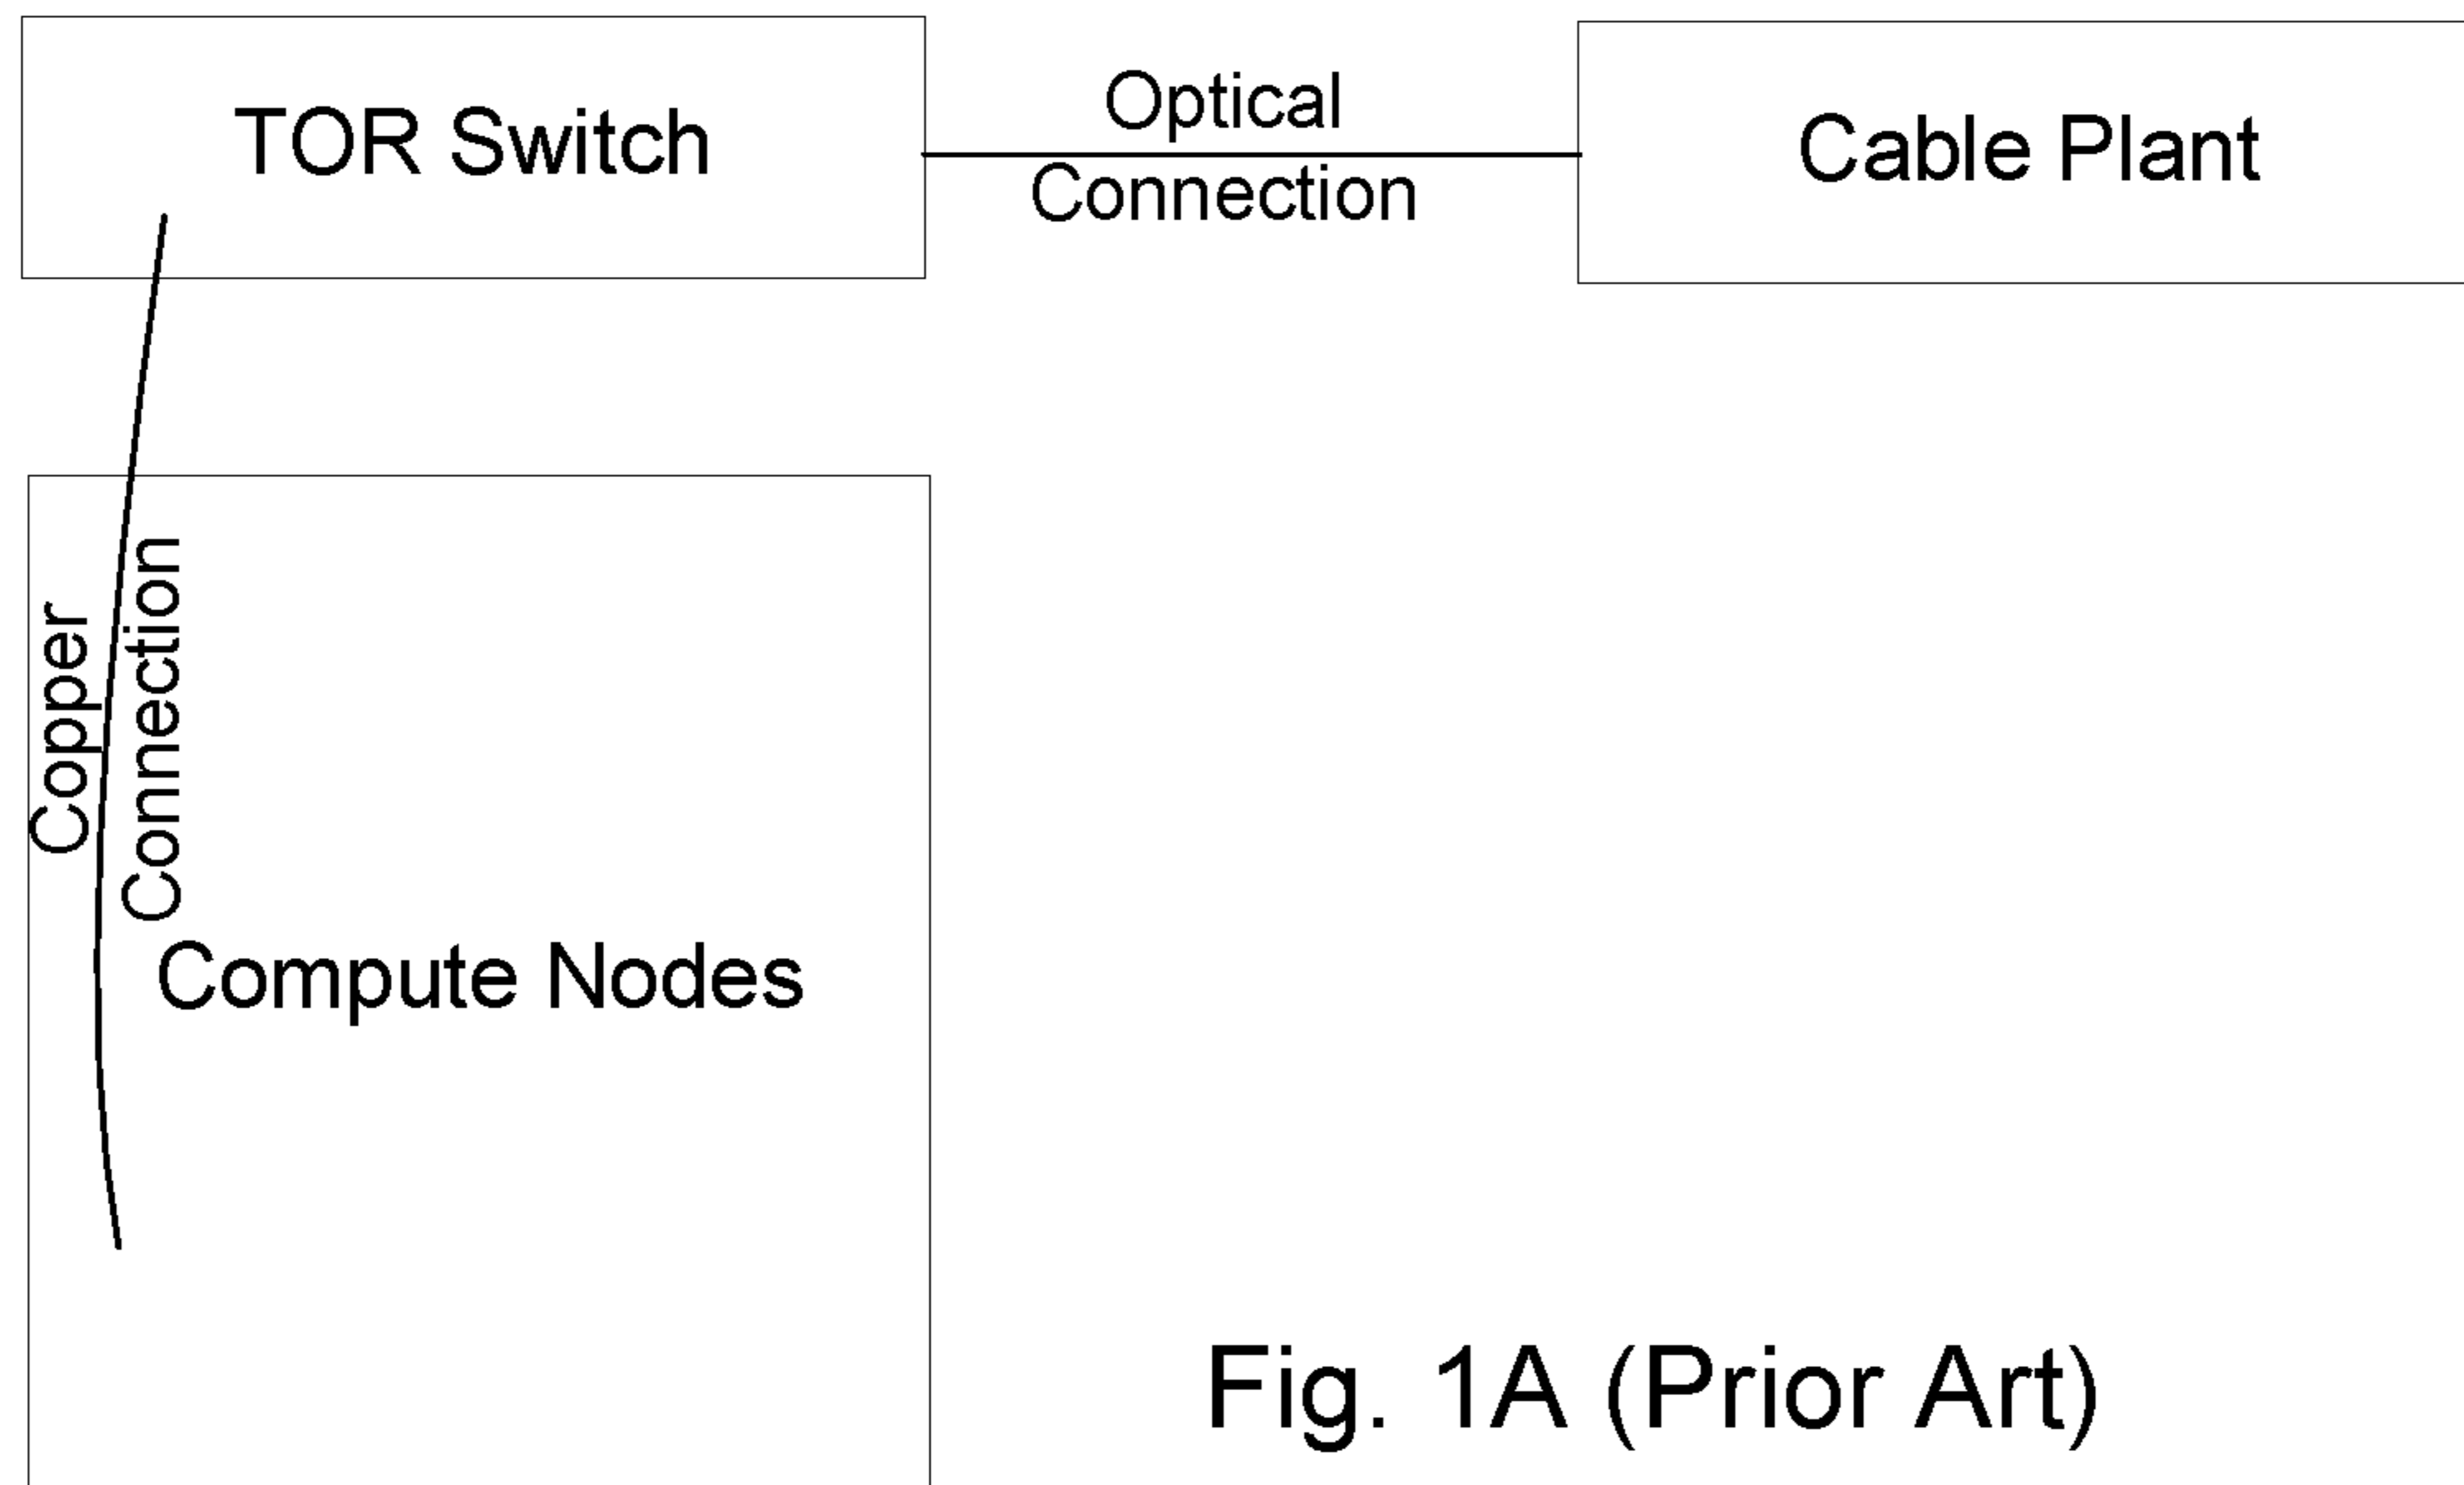 TOR Switch
Optical
Connection
Cable Plant
Copper
Connection
Compute Nodes
Fig. 1A (Prior Art)